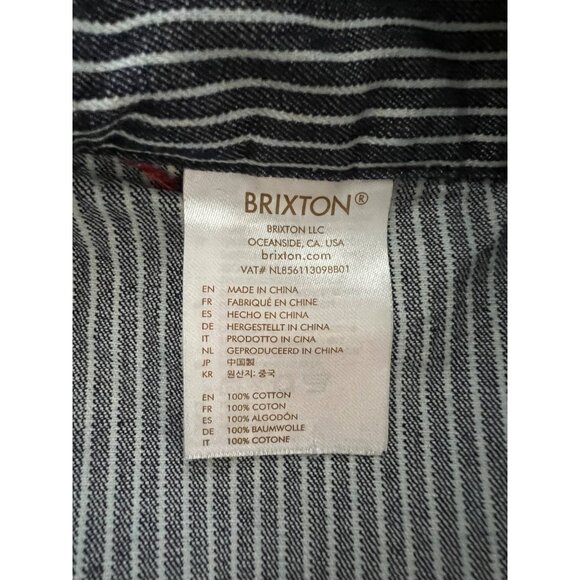 BRIXTON®
BRIXTON LLC
OCEANSIDE, CA. USA
brixton.com
VAT# NL856113098B01
EN MADE IN CHINA
FR FABRIQUÉ EN CHINE
ES HECHO EN CHINA
DE HERGESTELLT IN CHINA
IT PRODOTTO IN CINA
NL GEPRODUCEERD IN CHINA
JP 中国製
KR 원산지: 중국
EN 100% COTTON
FR 100% COTON
ES 100% ALGODÓN
DE 100% BAUMWOLLE
IT 100% COTONE